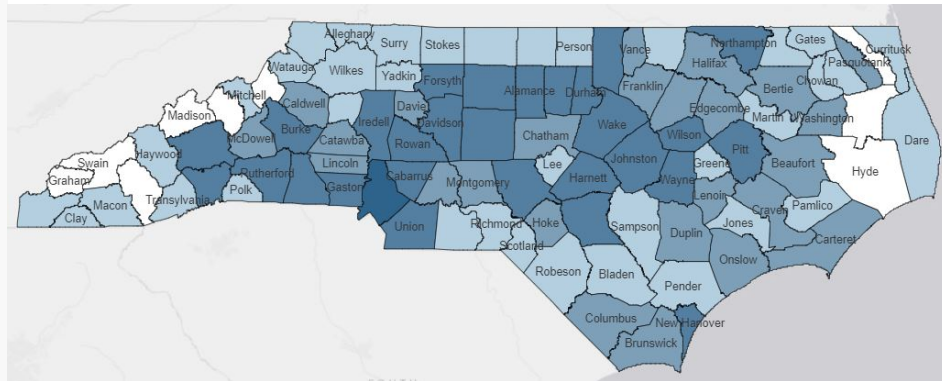 Alleghany
Surry
Stokes
Person
Vance
Northampton
Gates
Currituck
Pasquotank
Watauga
Wilkes
Yadkin
Forsyth
Halifax
Chowan
Bertie
Mitchell
Caldwell
Davie
Alamance
Durham
Franklin
Edgecombe
Martin
Washington
Madison
McDowell
Burke
Iredell
Catawba
Davidson
Rowan
Chatham
Wake
Wilson
Pitt
Dare
Haywood
Swain
Graham
Rutherford
Lincoln
Lee
Johnston
Greene
Beaufort
Hyde
Macon
Clay
Transylvania
Polk
Gaston
Cabarrus
Montgomery
Harnett
Wayne
Lenoir
Craven
Pamlico
Union
Richmond
Hoke
Scotland
Sampson
Duplin
Jones
Carteret
Onslow
Robeson
Bladen
Pender
Columbus
New Hanover
Brunswick